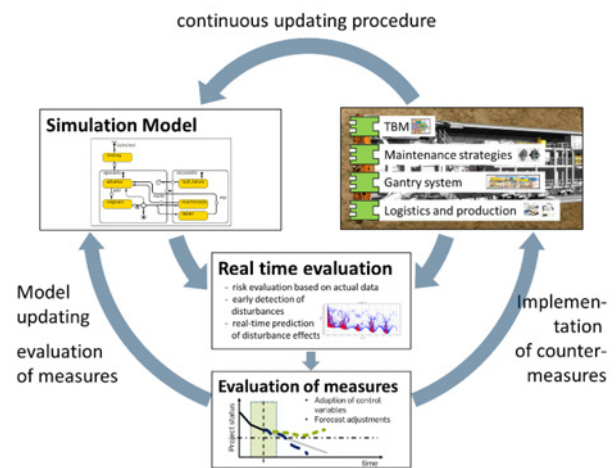 continuous updating procedure
Simulation Model
TBM
Maintenance strategies
Gantry system
Logistics and production
Real time evaluation
- risk evaluation based on actual data
- early detection of
disturbances
- real-time prediction
of disturbance effects
Model
updating
evaluation
of measures
Implemen-
tation
of counter-
measures
Evaluation of measures
• Adaption of control
variables
• Forecast adjustments
Project status
time